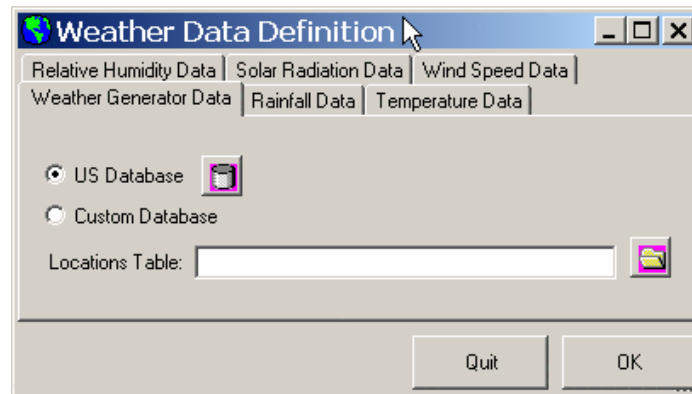 Weather Data Definition
Relative Humidity Data Solar Radiation Data Wind Speed Data
Weather Generator Data Rainfall Data Temperature Data
US Database
Custom Database
Locations Table:
Quit OK